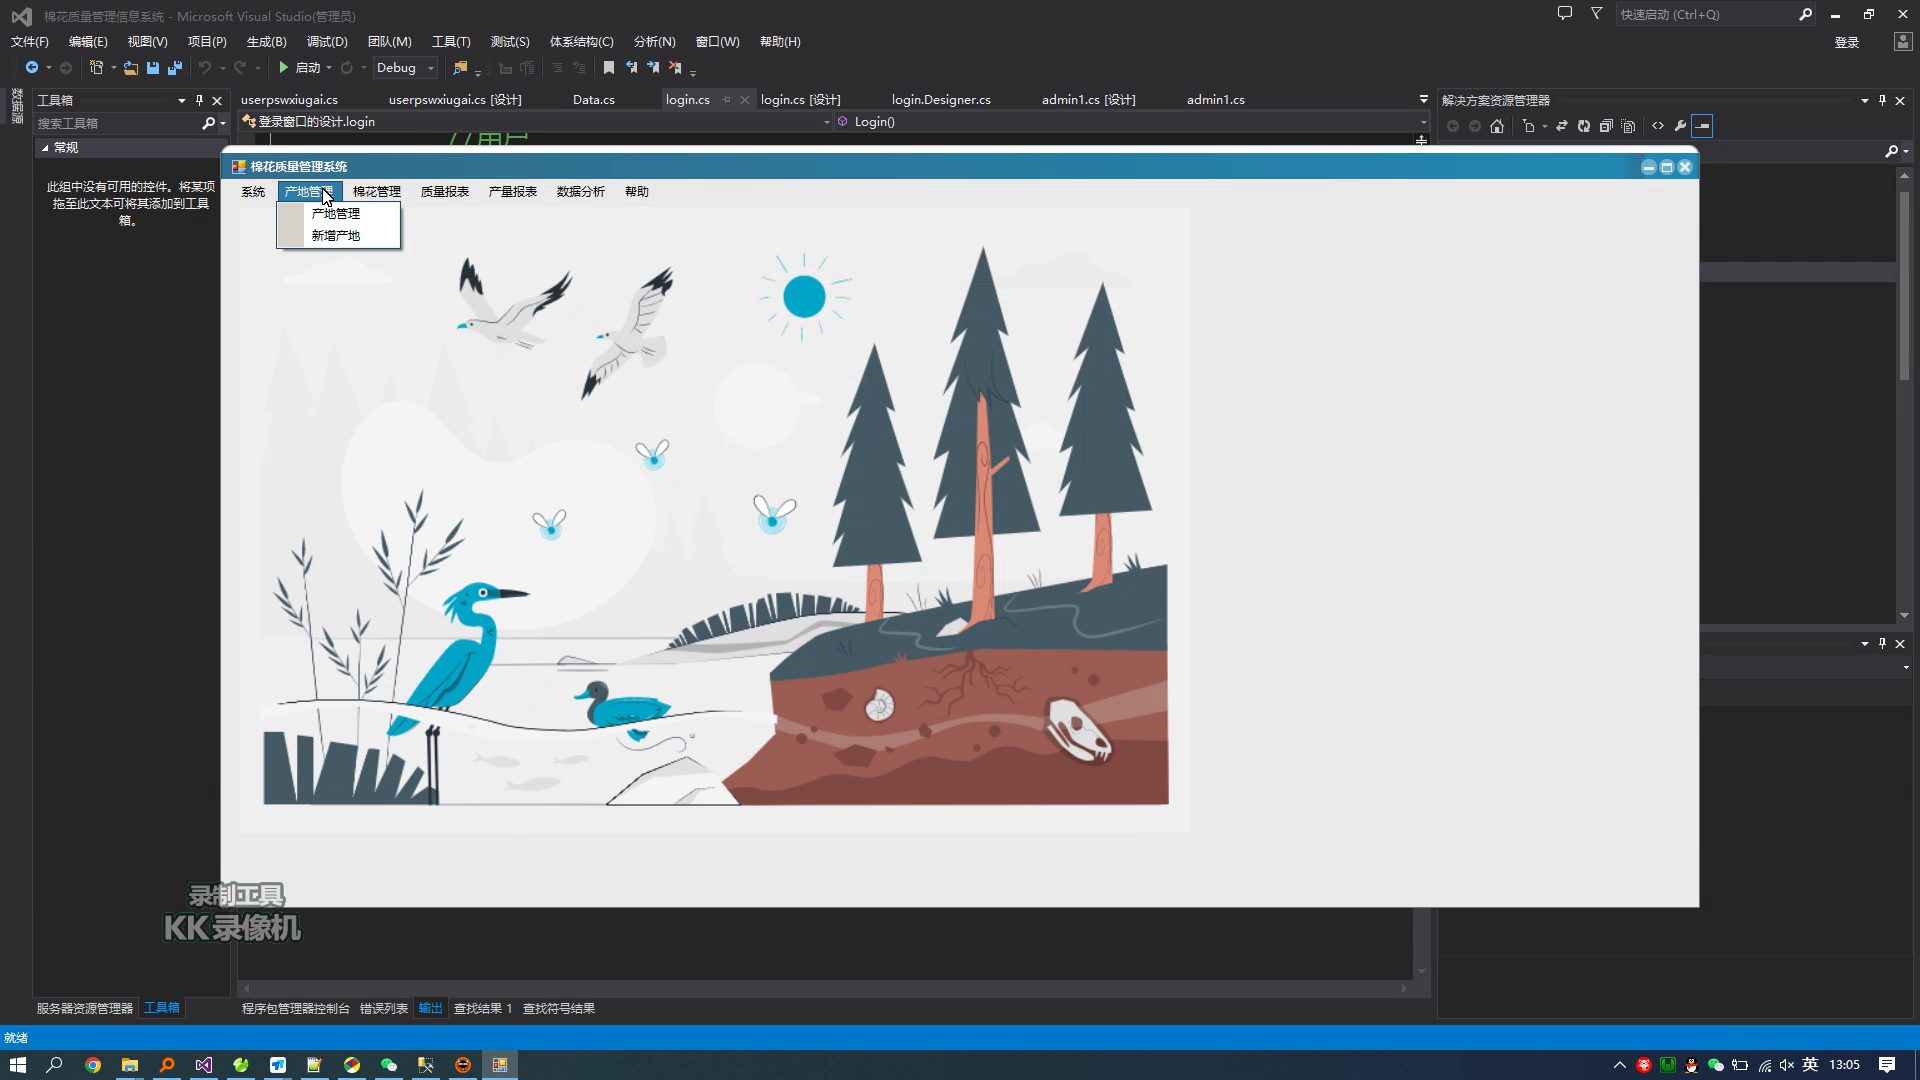 棉花质量管理信息系统 - Microsoft Visual Studio(管理员)
快速启动 (Ctrl+Q)
文件(F) 编辑(E) 视图(V) 项目(P) 生成(B) 调试(D) 团队(M) 工具(T) 测试(S) 体系结构(C) 分析(N) 窗口(W) 帮助(H)
登录
启动 Debug
工具箱
userpswxiugai.cs userpswxiugai.cs [设计] Data.cs login.cs login.cs [设计] login.Designer.cs admin1.cs [设计] admin1.cs
解决方案资源管理器
搜索工具箱
登录窗口的设计.login Login()
常规
此组中没有可用的控件。将某项
拖至此文本可将其添加到工具
箱。
棉花质量管理系统
系统 产地管理 棉花管理 质量报表 产量报表 数据分析 帮助
产地管理
新增产地
录制工具
KK 录像机
服务器资源管理器 工具箱
程序包管理器控制台 错误列表 输出 查找结果 1 查找符号结果
就绪
英 13:05